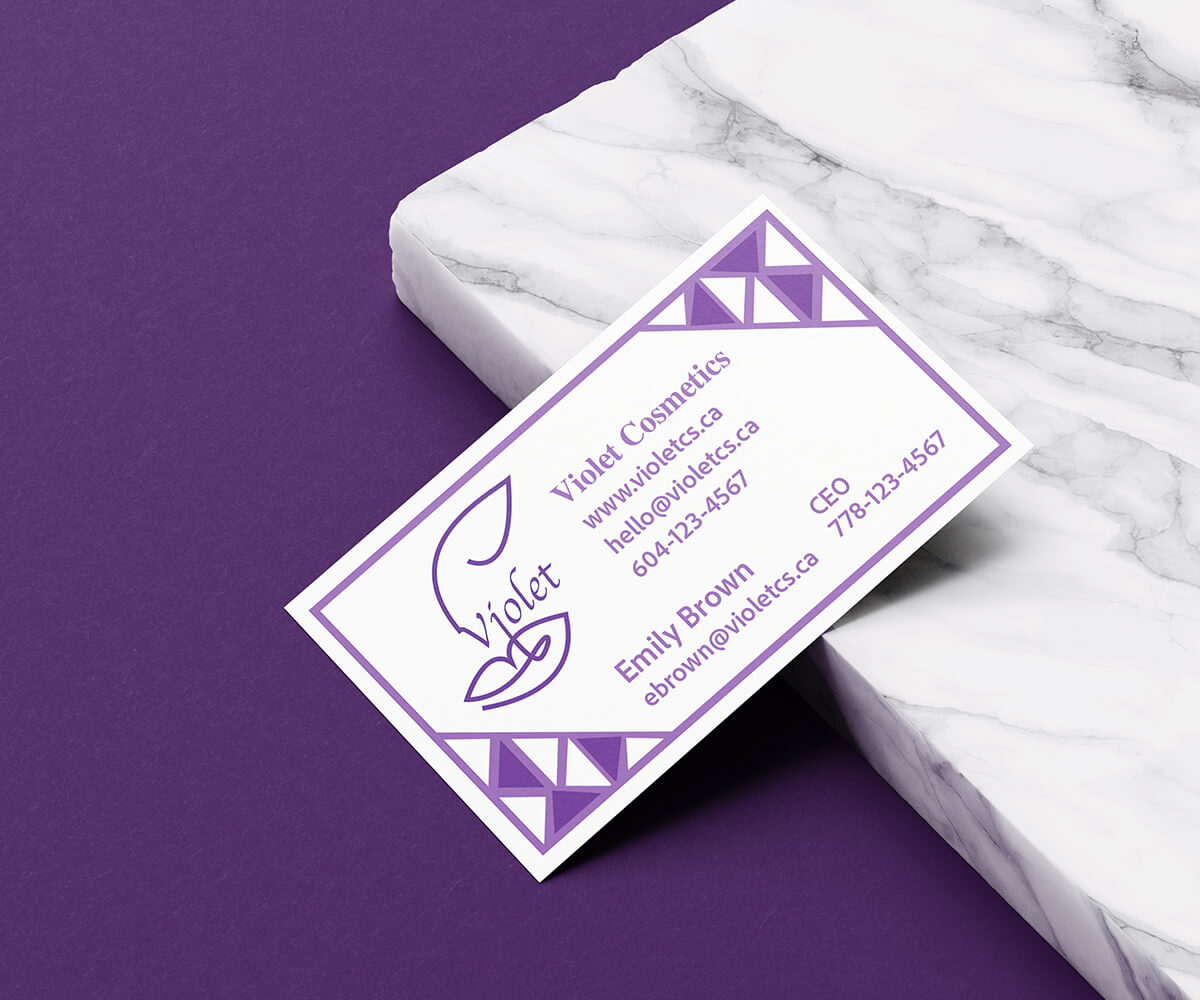 Violet
Violet Cosmetics
www.violetcs.ca
hello@violetcs.ca
604-123-4567
Emily Brown
CEO
ebrown@violetcs.ca
778-123-4567